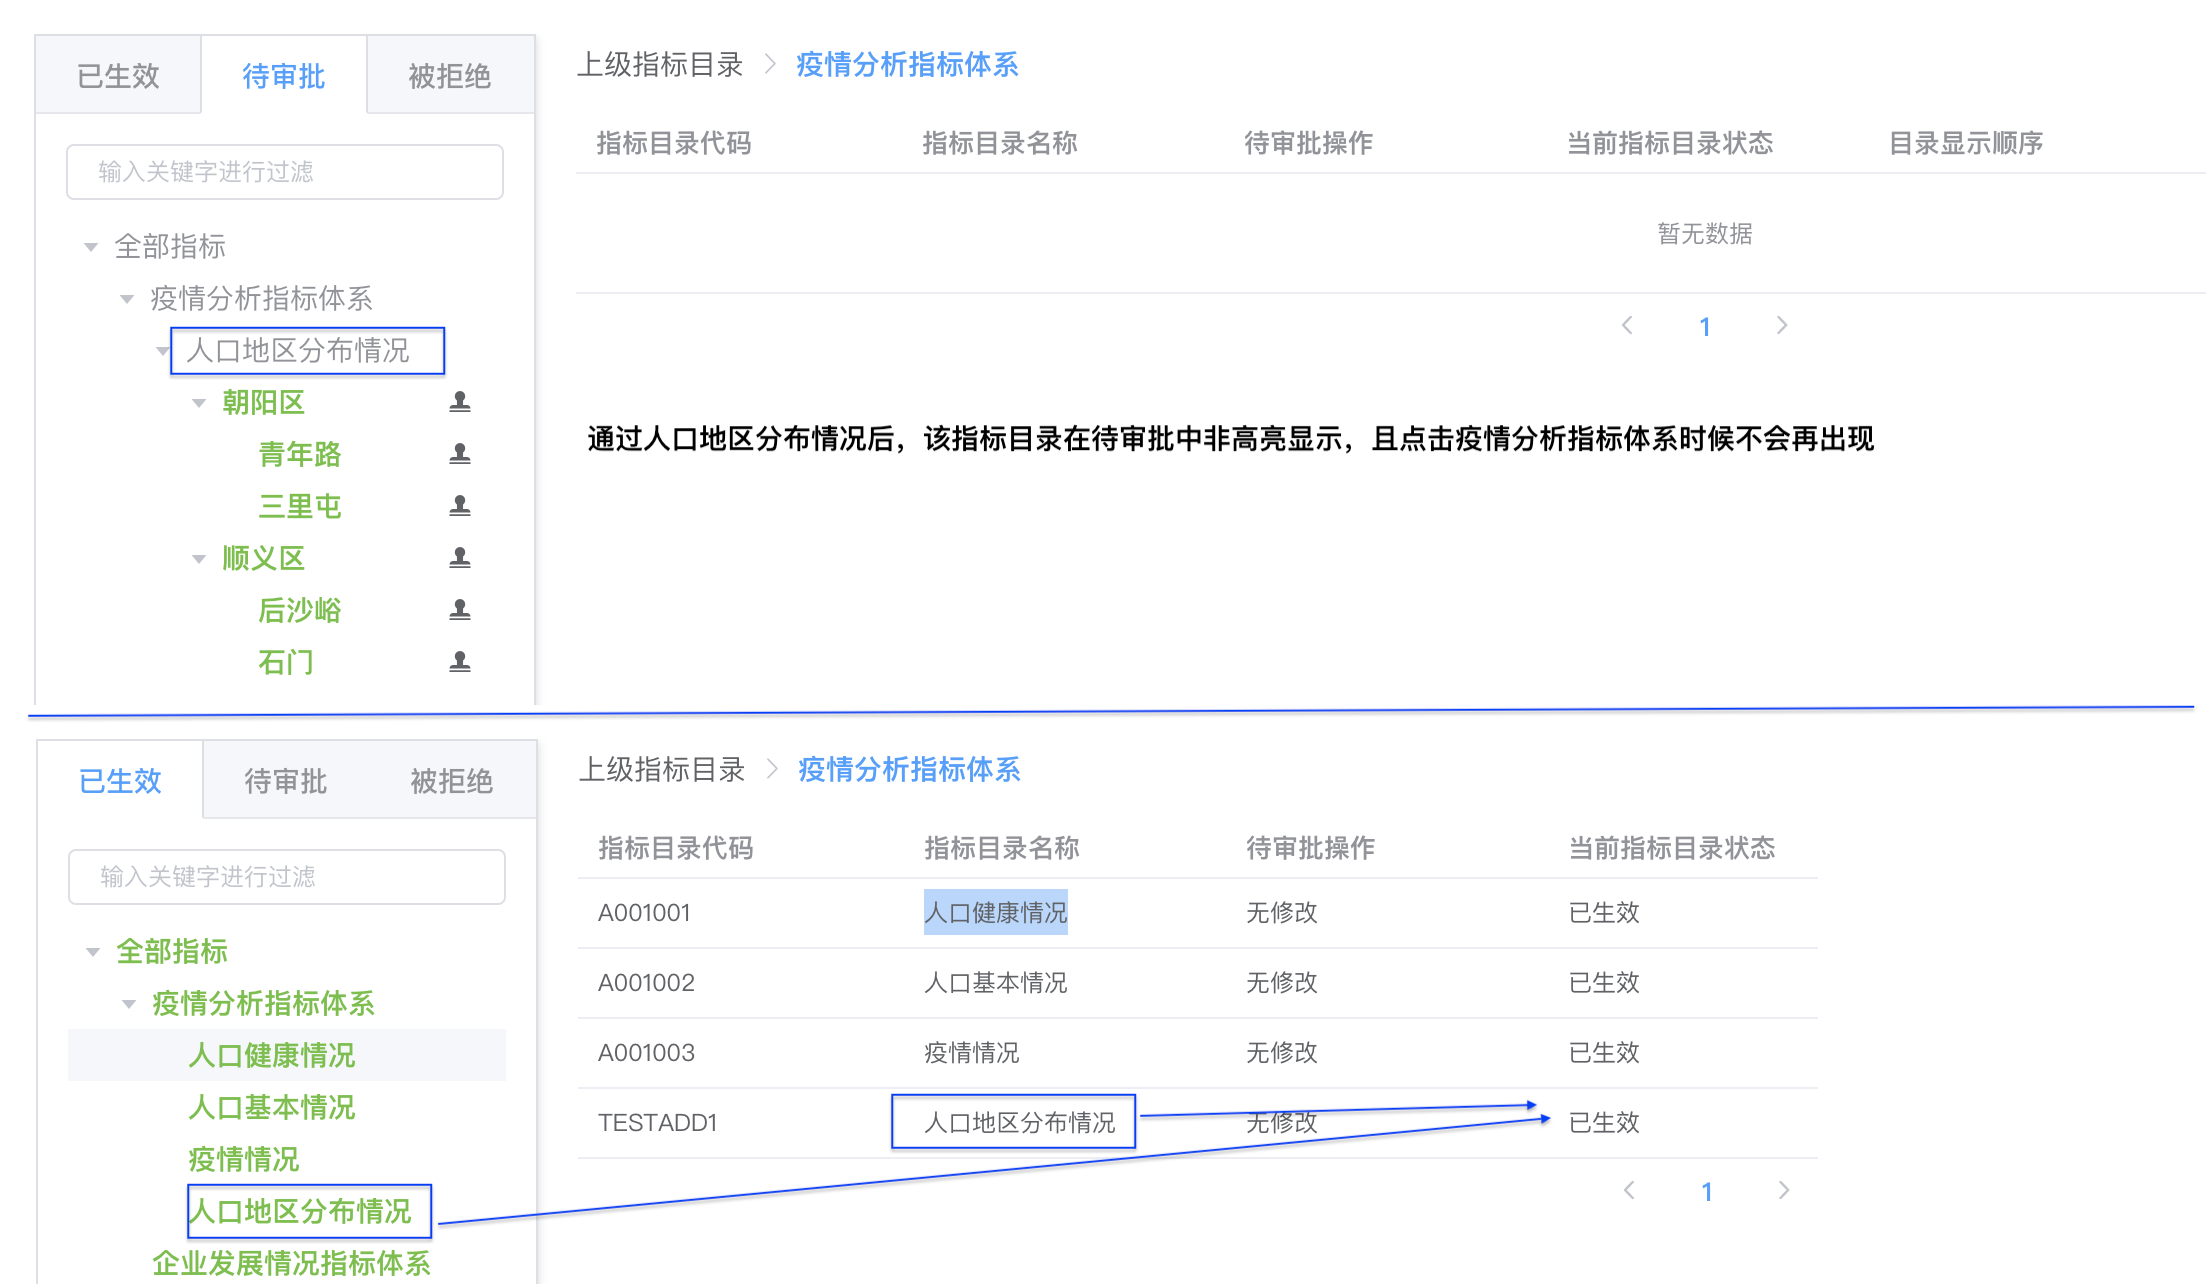 已生效 待审批 被拒绝
输入关键字进行过滤
全部指标
疫情分析指标体系
人口地区分布情况
朝阳区
青年路
三里屯
顺义区
后沙峪
石门
上级指标目录 > 疫情分析指标体系
指标目录代码 指标目录名称 待审批操作 当前指标目录状态 目录显示顺序
暂无数据
< 1 >
通过人口地区分布情况后，该指标目录在待审批中非高亮显示，且点击疫情分析指标体系时候不会再出现
已生效 待审批 被拒绝
输入关键字进行过滤
全部指标
疫情分析指标体系
人口健康情况
人口基本情况
疫情情况
人口地区分布情况
企业发展情况指标体系
上级指标目录 > 疫情分析指标体系
指标目录代码 指标目录名称 待审批操作 当前指标目录状态
A001001 人口健康情况 无修改 已生效
A001002 人口基本情况 无修改 已生效
A001003 疫情情况 无修改 已生效
TESTADD1 人口地区分布情况 无修改 已生效
< 1 >